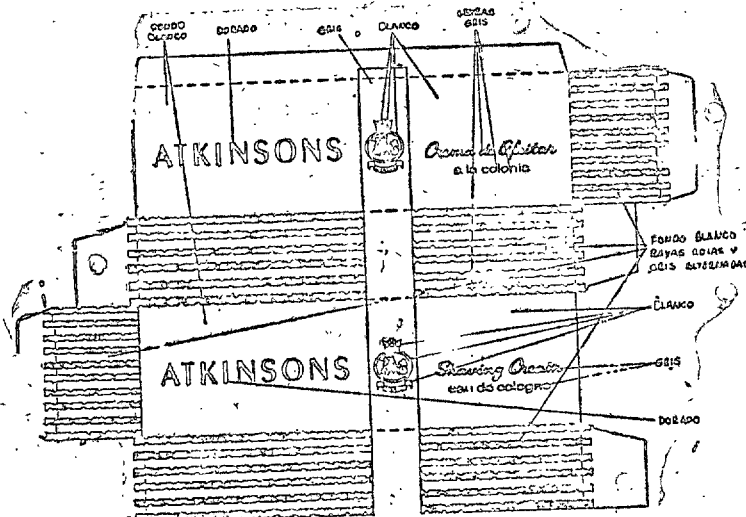 FONDO BLANCO
DORADO
GRIS
BLANCO
LETRAS GRIS
ATKINSONS
Crema de Afeitar
a la colonia
FONDO BLANCO
RAYAS ROJAS Y
GRIS ALTERNADAS
BLANCO
ATKINSONS
Shaving Cream
eau de cologne
GRIS
DORADO